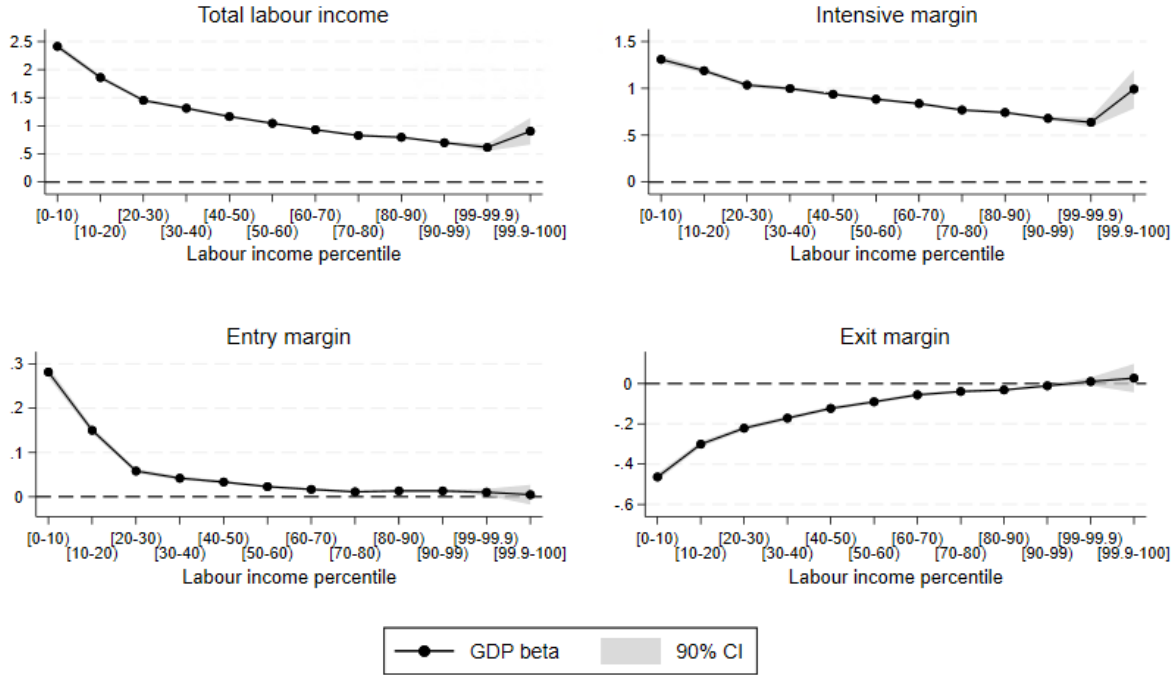 Total labour income
2.5
2
1.5
1
.5
0
[0-10) [20-30) [40-50) [60-70) [80-90) [99-99.9)
[10-20) [30-40) [50-60) [70-80) [90-99) [99.9-100]
Labour income percentile
Intensive margin
1.5
1
.5
0
[0-10) [20-30) [40-50) [60-70) [80-90) [99-99.9)
[10-20) [30-40) [50-60) [70-80) [90-99) [99.9-100]
Labour income percentile
Entry margin
.3
.2
.1
0
[0-10) [20-30) [40-50) [60-70) [80-90) [99-99.9)
[10-20) [30-40) [50-60) [70-80) [90-99) [99.9-100]
Labour income percentile
Exit margin
0
-.2
-.4
-.6
[0-10) [20-30) [40-50) [60-70) [80-90) [99-99.9)
[10-20) [30-40) [50-60) [70-80) [90-99) [99.9-100]
Labour income percentile
GDP beta 90% CI